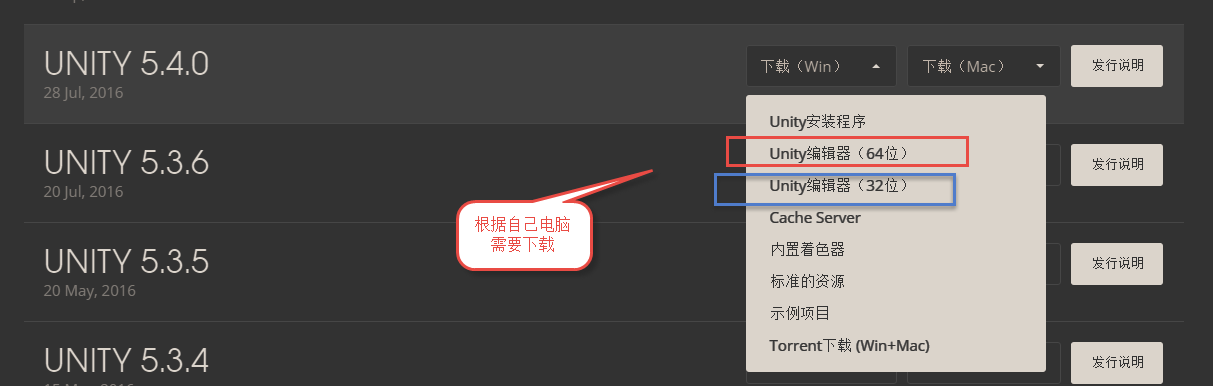 UNITY 5.4.0
下载（Win）
下载（Mac）
发行说明
28 Jul, 2016
Unity安装程序
Unity编辑器（64位）
Unity编辑器（32位）
Cache Server
内置着色器
标准的资源
示例项目
Torrent下载 (Win+Mac)
根据自己电脑
需要下载
UNITY 5.3.6
发行说明
20 Jul, 2016
UNITY 5.3.5
发行说明
20 May, 2016
UNITY 5.3.4
发行说明